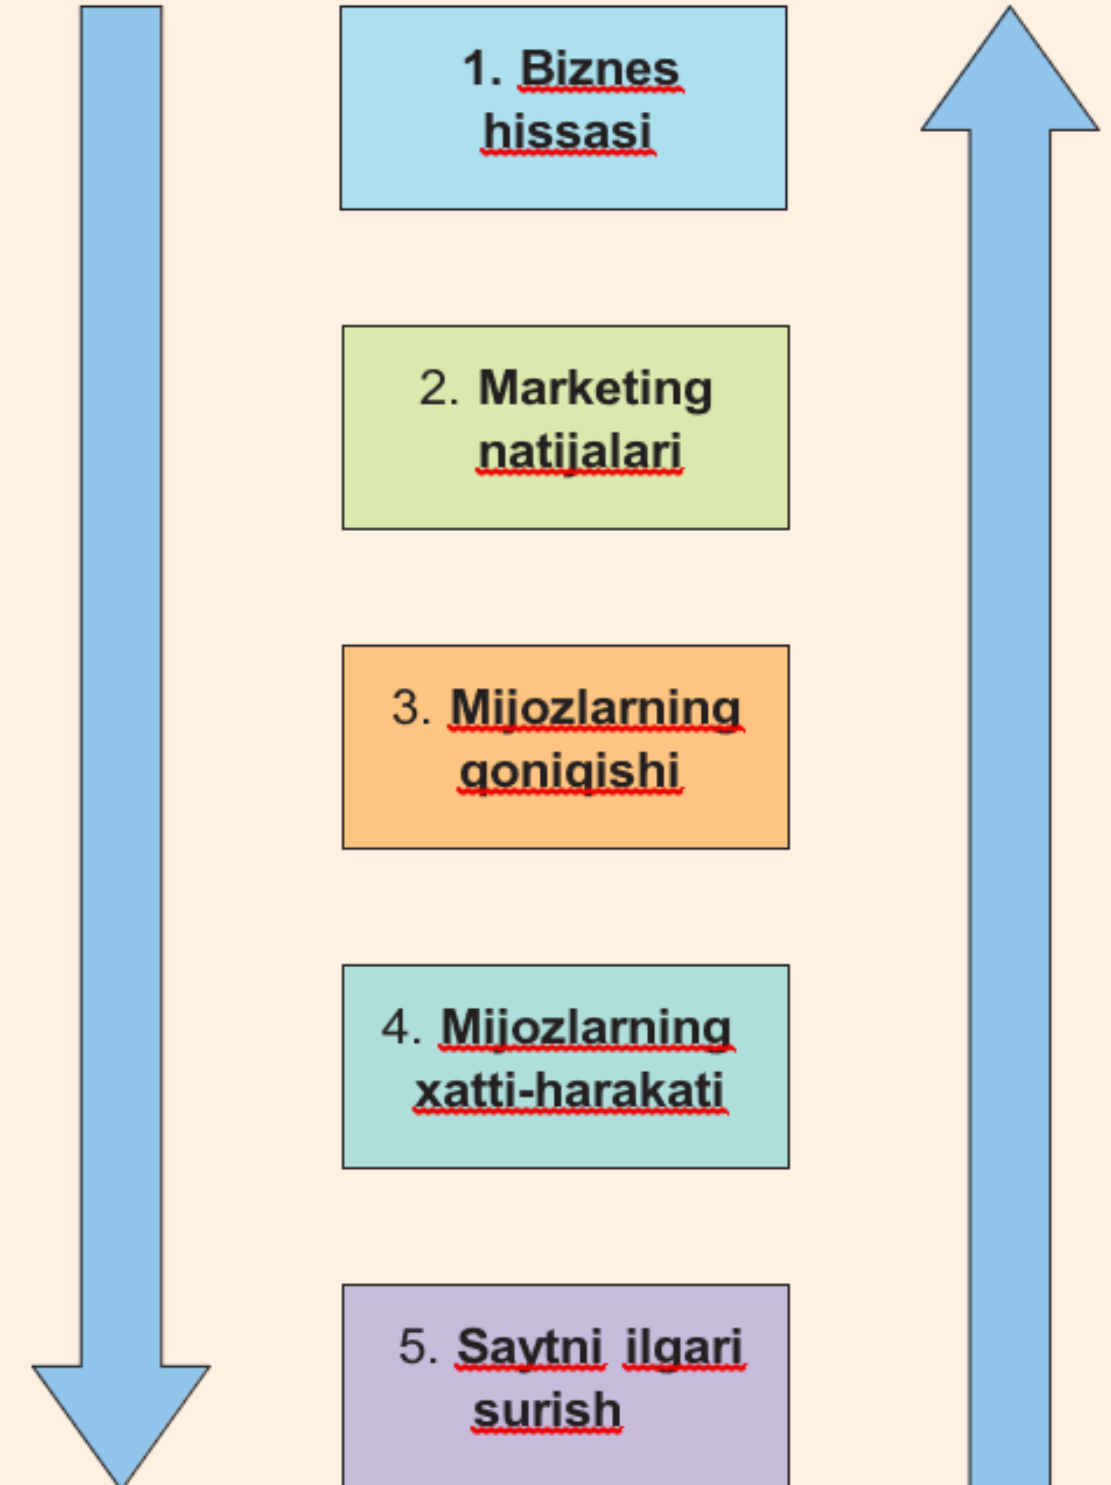 1. Biznes
hissasi
2. Marketing
natijalari
3. Mijozlarning
qoniqishi
4. Mijozlarning
xatti-harakati
5. Saytni ilgari
surish